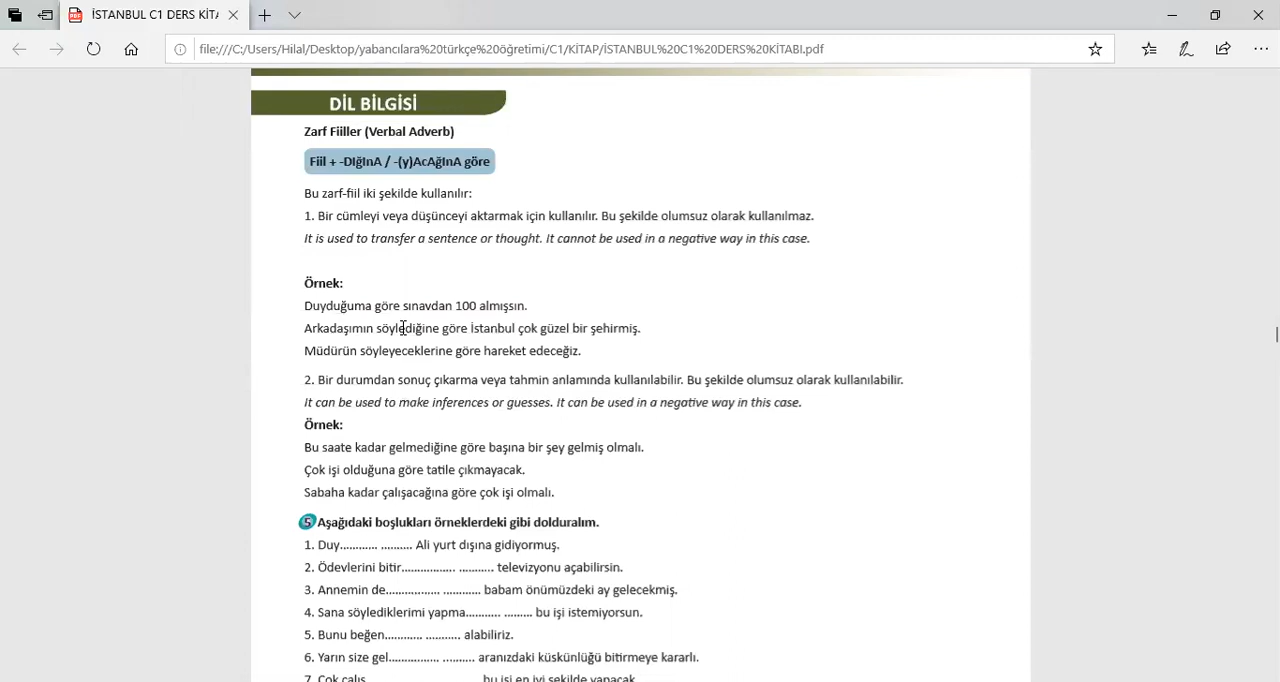 İSTANBUL C1 DERS KİTA
file:///C:/Users/Hilal/Desktop/yabancılara%20türkçe%20öğretimi/C1/KİTAP/İSTANBUL%20C1%20DERS%20KİTABI.pdf
DİL BİLGİSİ
Zarf Fiiller (Verbal Adverb)
Fiil + -DIğInA / -(y)AcAğInA göre
Bu zarf-fiil iki şekilde kullanılır:
1. Bir cümleyi veya düşünceyi aktarmak için kullanılır. Bu şekilde olumsuz olarak kullanılmaz.
It is used to transfer a sentence or thought. It cannot be used in a negative way in this case.
Örnek:
Duyduğuma göre sınavdan 100 almışsın.
Arkadaşımın söylediğine göre İstanbul çok güzel bir şehirmiş.
Müdürün söyleyeceklerine göre hareket edeceğiz.
2. Bir durumdan sonuç çıkarma veya tahmin anlamında kullanılabilir. Bu şekilde olumsuz olarak kullanılabilir.
It can be used to make inferences or guesses. It can be used in a negative way in this case.
Örnek:
Bu saate kadar gelmediğine göre başına bir şey gelmiş olmalı.
Çok işi olduğuna göre tatile çıkmayacak.
Sabaha kadar çalışacağına göre çok işi olmalı.
5 Aşağıdaki boşlukları örneklerdeki gibi dolduralım.
1. Duy............ .......... Ali yurt dışına gidiyormuş.
2. Ödevlerini bitir................. ........... televizyonu açabilirsin.
3. Annemin de................. ............ babam önümüzdeki ay gelecekmiş.
4. Sana söylediklerimi yapma........... ......... bu işi istemiyorsun.
5. Bunu beğen............ ........... alabiliriz.
6. Yarın size gel................ .......... aranızdaki küskünlüğü bitirmeye kararlı.
7. Çok çalış bu işi en iyi şekilde yapacak.